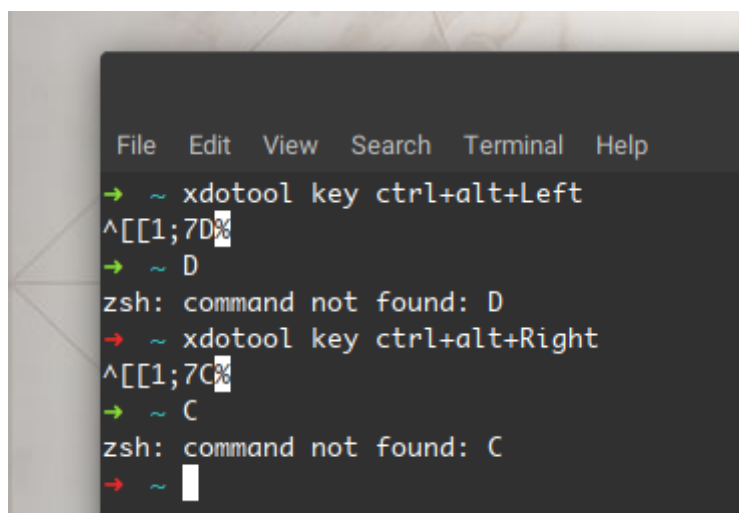 File Edit View Search Terminal Help
→ ~ xdotool key ctrl+alt+Left
^[[1;7D%
→ ~ D
zsh: command not found: D
→ ~ xdotool key ctrl+alt+Right
^[[1;7C%
→ ~ C
zsh: command not found: C
→ ~